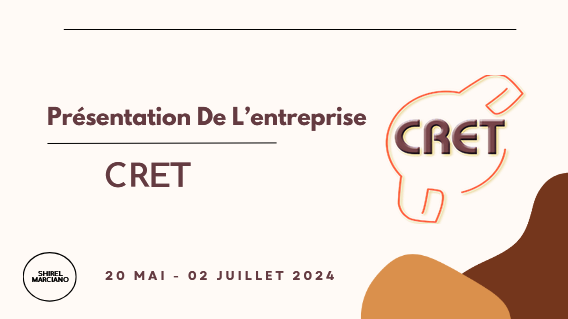 Présentation De L’entreprise
CRET
CRET
SHIREL
MARCIANO
20 MAI - 02 JUILLET 2024